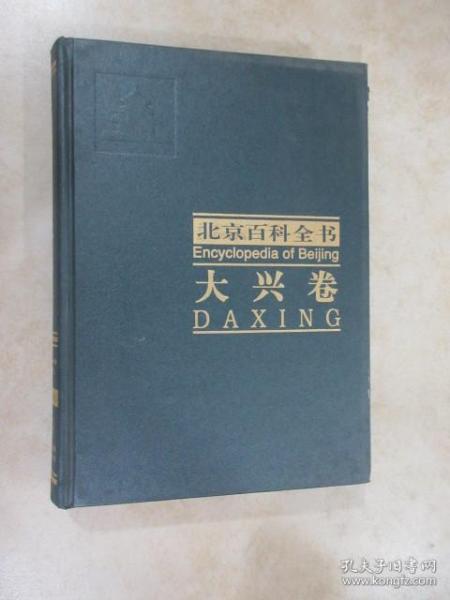 北京百科全书
Encyclopedia of Beijing
大兴卷
DAXING
孔夫子旧书网
www.kongfz.com